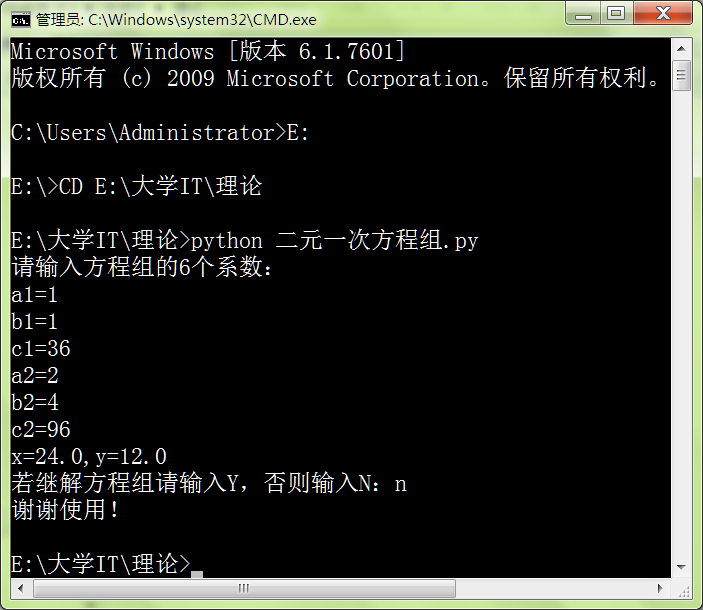 管理员: C:\Windows\system32\CMD.exe
Microsoft Windows [版本 6.1.7601]
版权所有 (c) 2009 Microsoft Corporation。保留所有权利。
C:\Users\Administrator>E:
E:\>CD E:\大学IT\理论
E:\大学IT\理论>python 二元一次方程组.py
请输入方程组的6个系数：
a1=1
b1=1
c1=36
a2=2
b2=4
c2=96
x=24.0,y=12.0
若继解方程组请输入Y，否则输入N：n
谢谢使用！
E:\大学IT\理论>